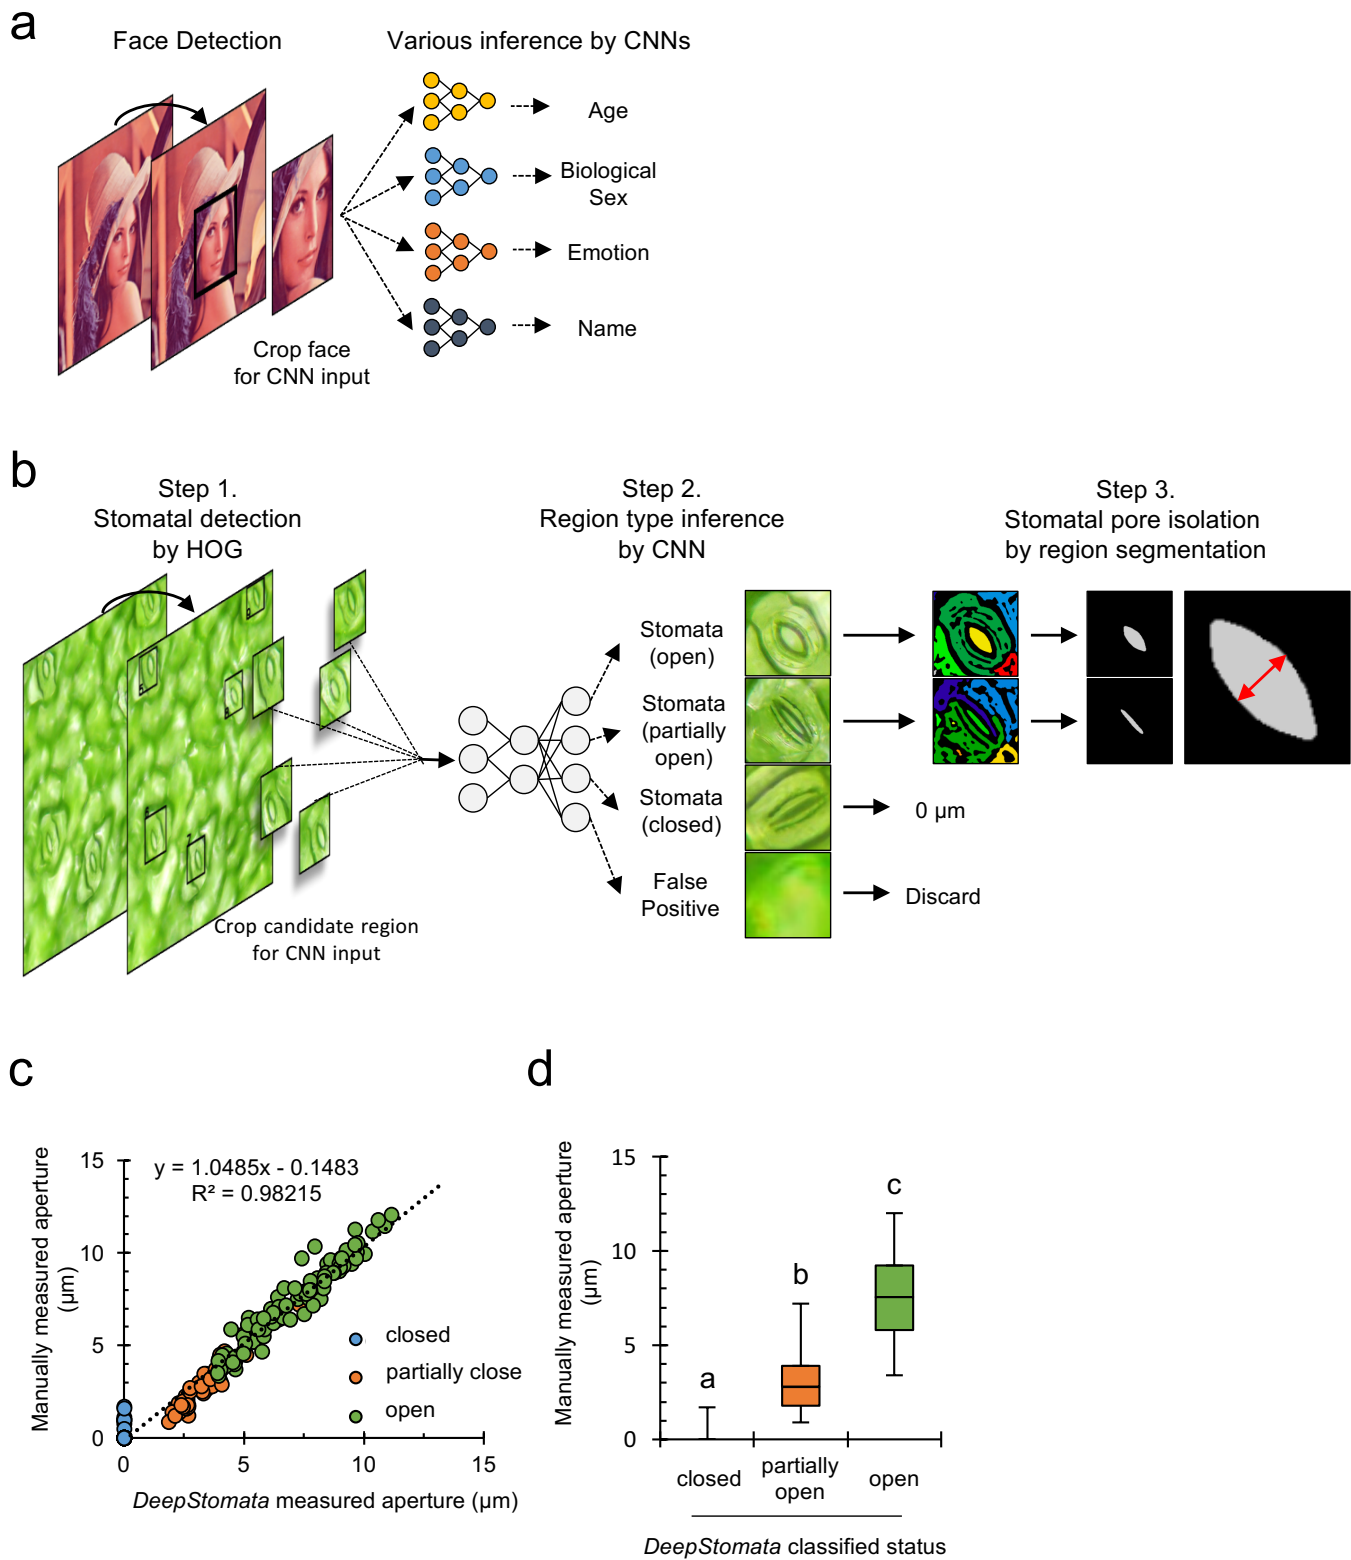 a
Face Detection
Various inference by CNNs
Age
Biological
Sex
Emotion
Name
Crop face
for CNN input
b
Step 1.
Stomatal detection
by HOG
Step 2.
Region type inference
by CNN
Step 3.
Stomatal pore isolation
by region segmentation
Stomata
(open)
Stomata
(partially
open)
Stomata
(closed)
0 µm
False
Positive
Discard
Crop candidate region
for CNN input
c
Manually measured aperture
(µm)
15
10
5
0
y = 1.0485x - 0.1483
R² = 0.98215
closed
partially close
open
0
5
10
15
DeepStomata measured aperture (µm)
d
Manually measured aperture
(µm)
15
10
5
0
a
b
c
closed
partially
open
open
DeepStomata classified status